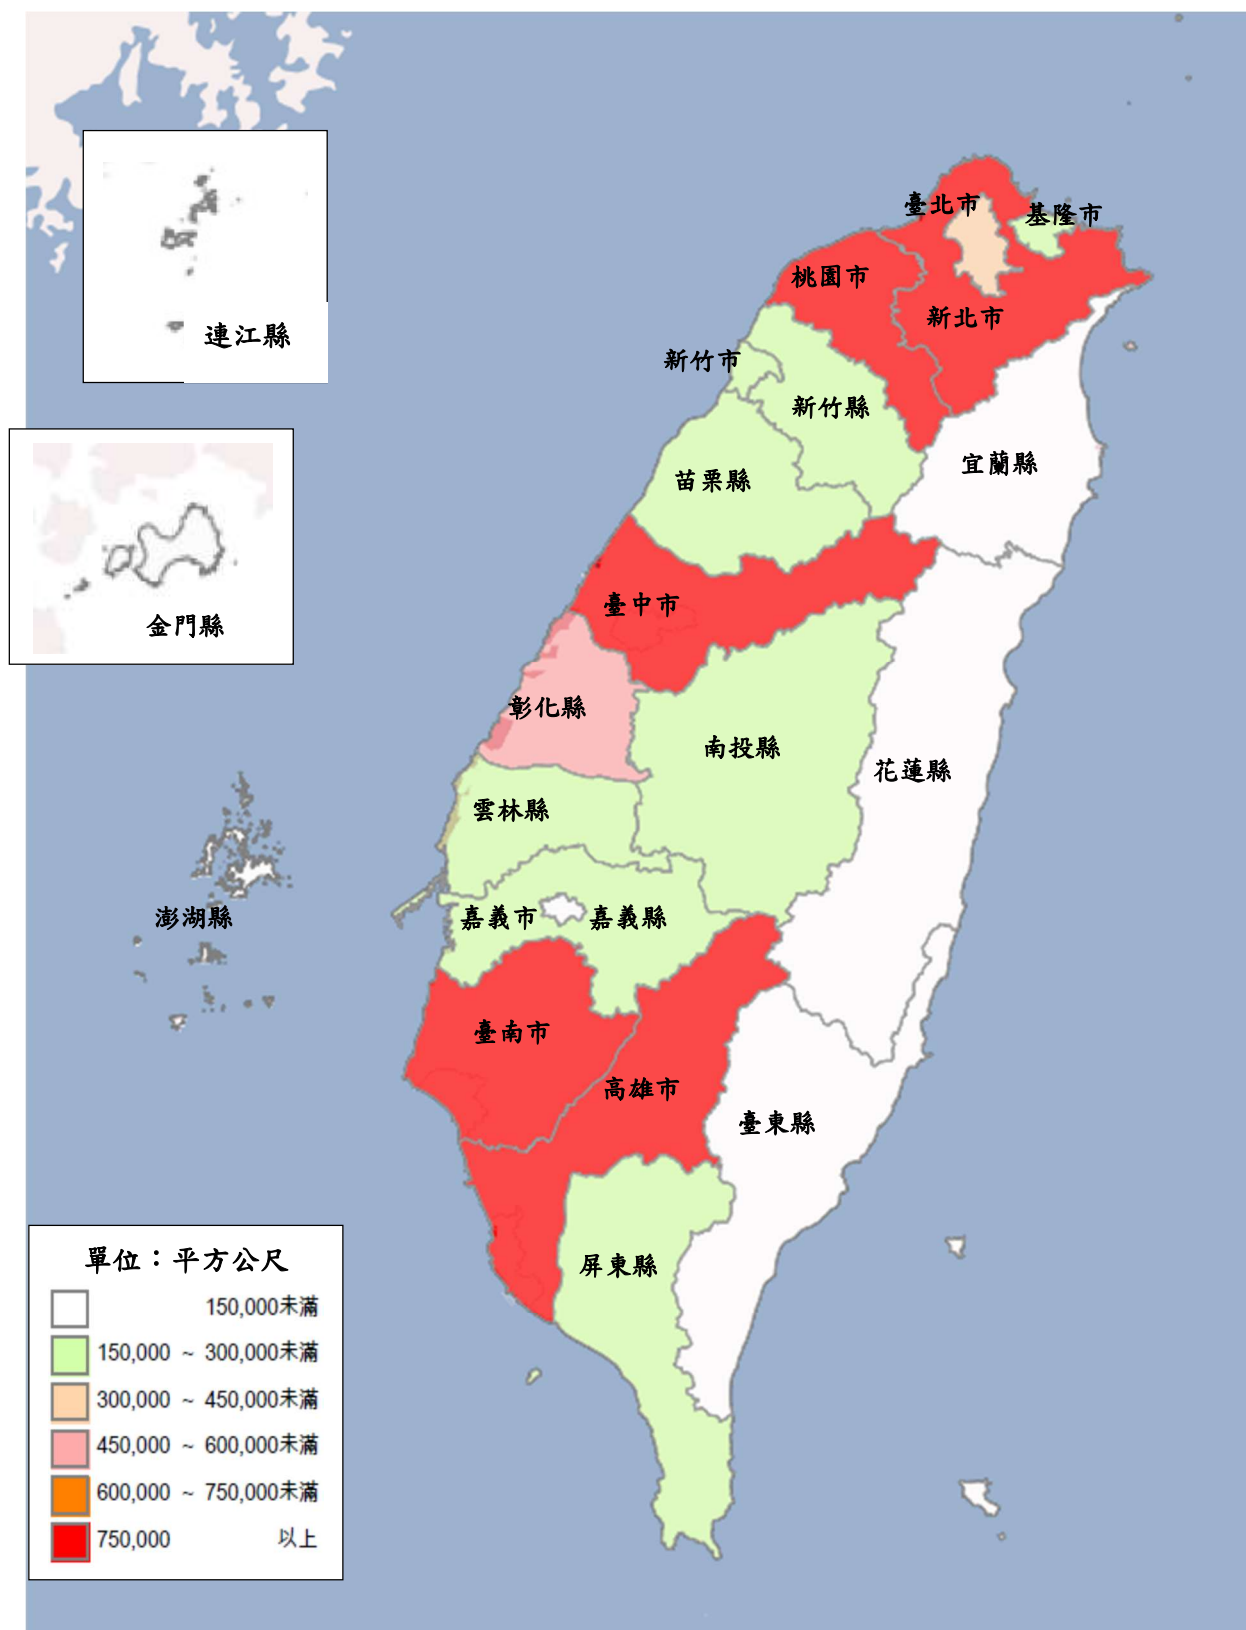 臺北市
基隆市
桃園市
新北市
連江縣
新竹市
新竹縣
宜蘭縣
苗栗縣
臺中市
金門縣
彰化縣
南投縣
花蓮縣
雲林縣
澎湖縣
嘉義市
嘉義縣
臺南市
高雄市
臺東縣
屏東縣
單位：平方公尺
150,000未滿
150,000 ~ 300,000未滿
300,000 ~ 450,000未滿
450,000 ~ 600,000未滿
600,000 ~ 750,000未滿
750,000 以上